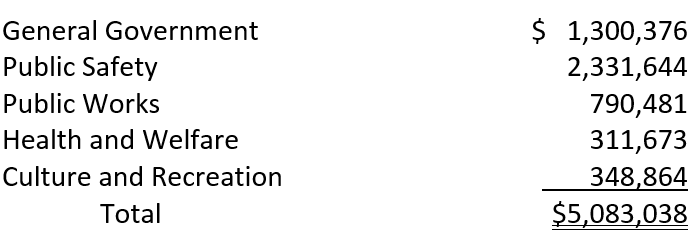 General Government $ 1,300,376
Public Safety 2,331,644
Public Works 790,481
Health and Welfare 311,673
Culture and Recreation 348,864
Total $5,083,038